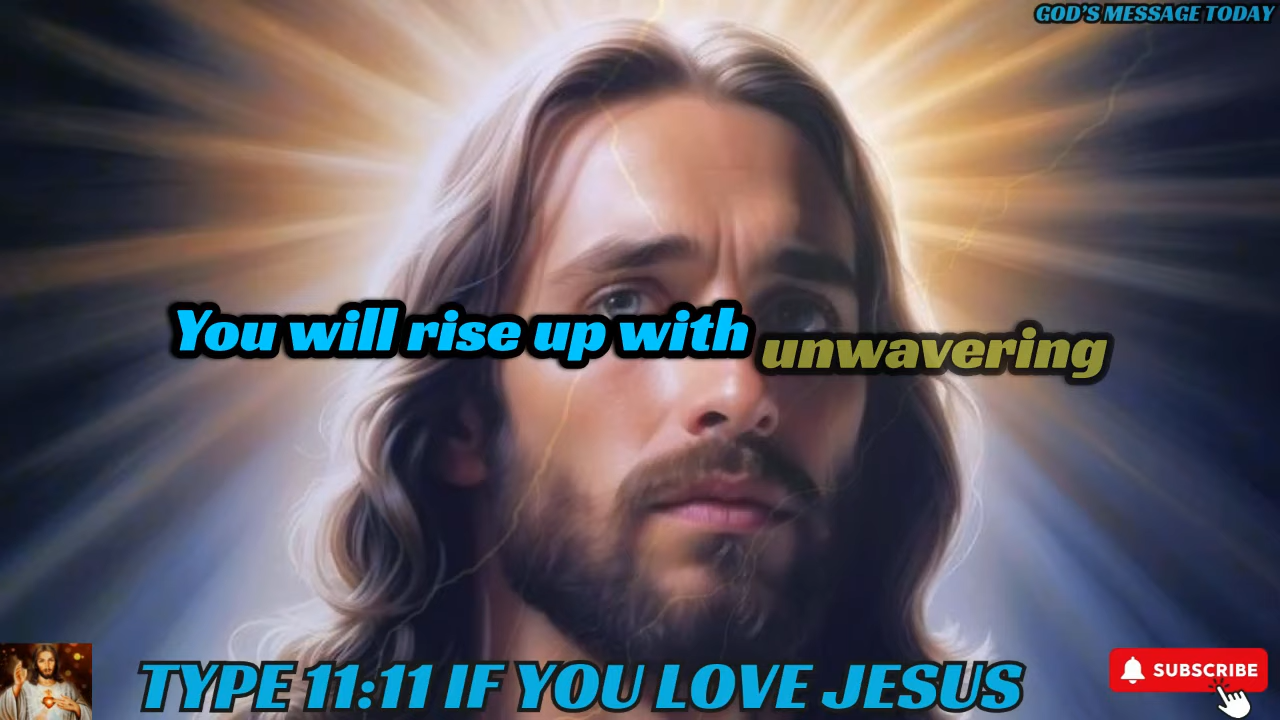 GOD'S MESSAGE TODAY
You will rise up with unwavering
TYPE 11:11 IF YOU LOVE JESUS
SUBSCRIBE